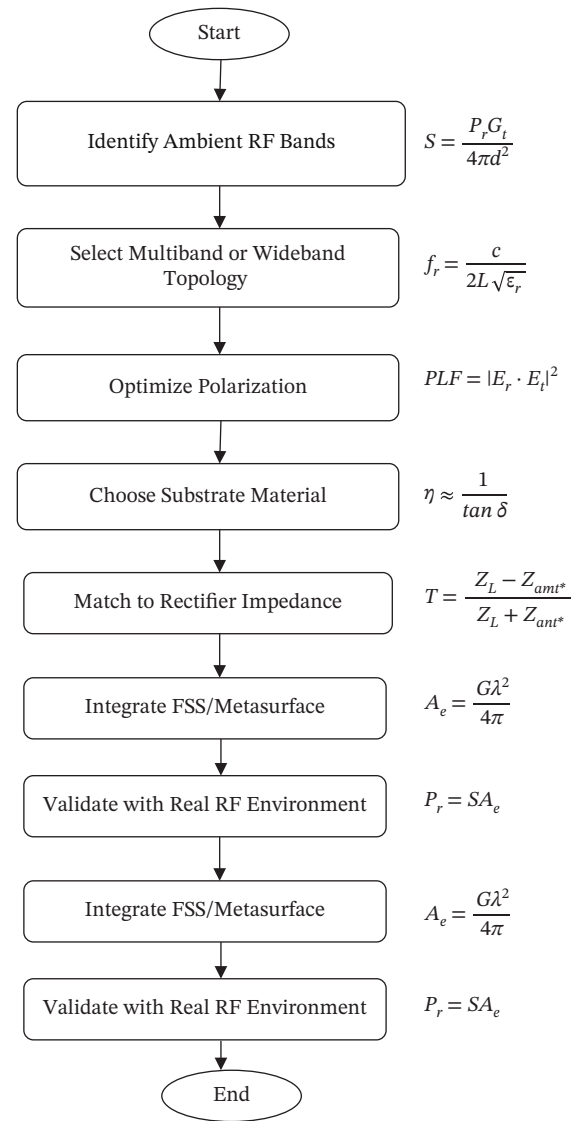 Start
Identify Ambient RF Bands
S = P_r G_t / 4πd^2
Select Multiband or Wideband
Topology
f_r = c / 2L√ε_r
Optimize Polarization
PLF = |E_r · E_t|^2
Choose Substrate Material
η ≈ 1 / tan δ
Match to Rectifier Impedance
T = Z_L − Z_amt* / Z_L + Z_ant*
Integrate FSS/Metasurface
A_e = Gλ^2 / 4π
Validate with Real RF Environment
P_r = SA_e
Integrate FSS/Metasurface
A_e = Gλ^2 / 4π
Validate with Real RF Environment
P_r = SA_e
End